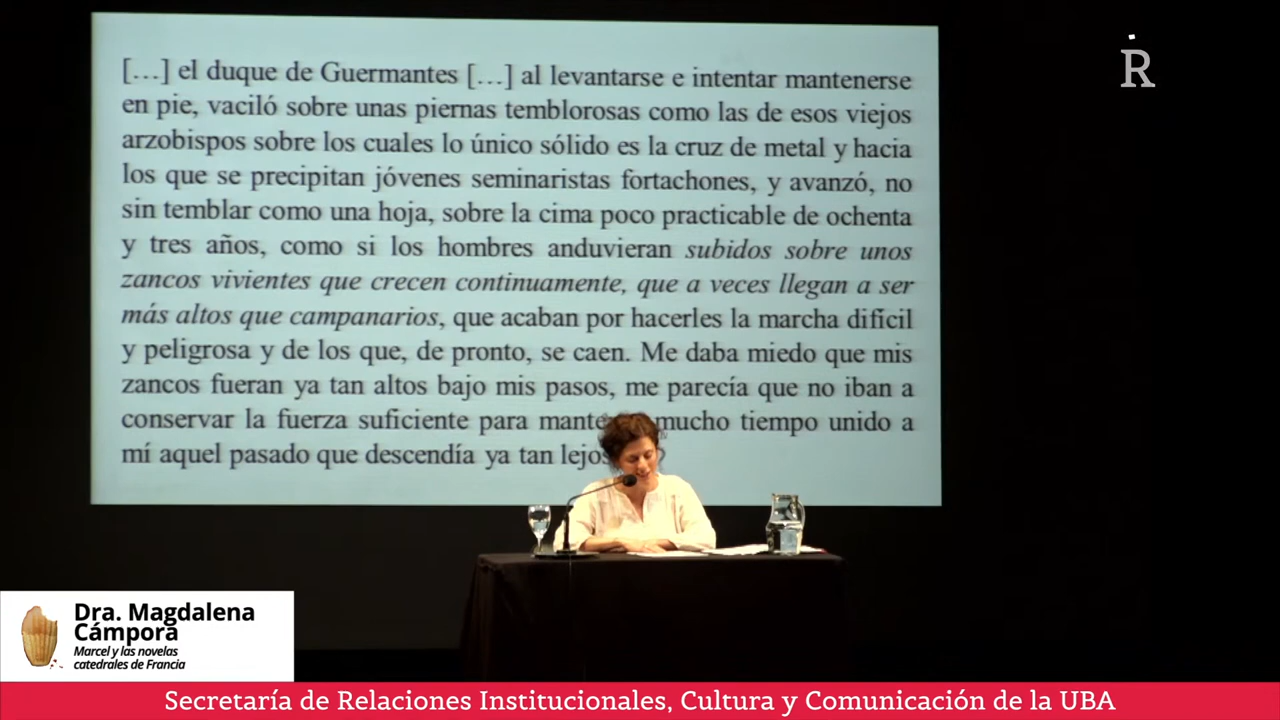 […] el duque de Guermantes […] al levantarse e intentar mantenerse
en pie, vaciló sobre unas piernas temblorosas como las de esos viejos
arzobispos sobre los cuales lo único sólido es la cruz de metal y hacia
los que se precipitan jóvenes seminaristas fortachones, y avanzó, no
sin temblar como una hoja, sobre la cima poco practicable de ochenta
y tres años, como si los hombres anduvieran subidos sobre unos
zancos vivientes que crecen continuamente, que a veces llegan a ser
más altos que campanarios, que acaban por hacerles la marcha difícil
y peligrosa y de los que, de pronto, se caen. Me daba miedo que mis
zancos fueran ya tan altos bajo mis pasos, me parecía que no iban a
conservar la fuerza suficiente para mucho tiempo unido a
mí aquel pasado que descendía ya tan
R
Dra. Magdalena
Cámpora
Marcel y las novelas
catedrales de Francia
Secretaría de Relaciones Institucionales, Cultura y Comunicación de la UBA